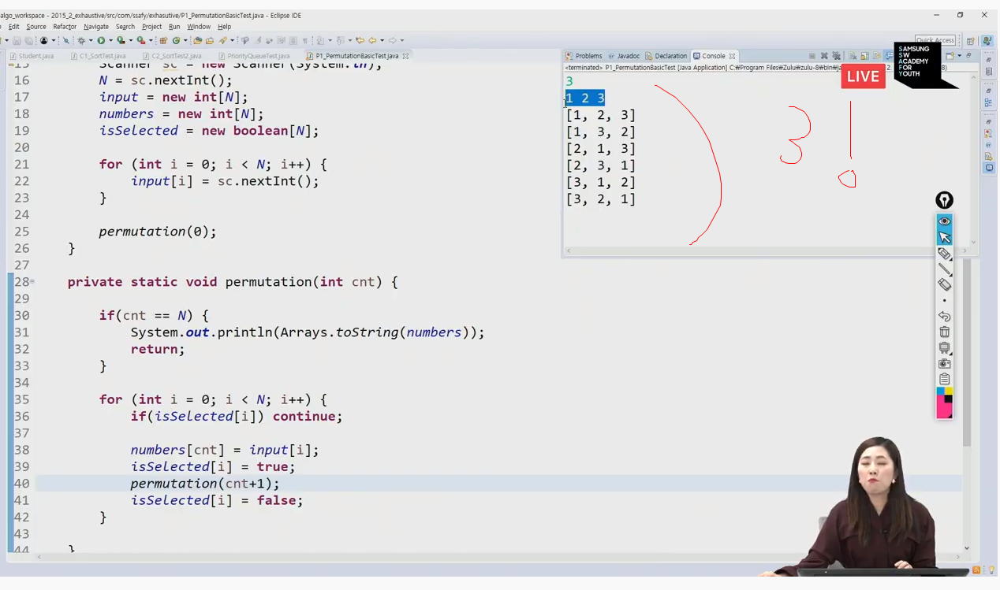 algo_workspace - 2015_2_exhaustive/src/com/ssafy/exhasutive/P1_PermutationBasicTest.java - Eclipse IDE
Edit Source Refactor Navigate Search Project Run Window Help
Quick Access
Student.java C1_SortTest.java C2_SortTest2.java PriorityQueueTest.java P1_PermutationBasicTest.java
Problems Javadoc Declaration Console
<terminated> P1_PermutationBasicTest [Java Application] C:₩Program Files₩Zulu₩zulu-8₩bin₩ja
SAMSUNG
SW
ACADEMY
FOR
YOUTH
LIVE
15 Scanner sc = new Scanner(System.in);
16 N = sc.nextInt();
17 input = new int[N];
18 numbers = new int[N];
19 isSelected = new boolean[N];
20
21 for (int i = 0; i < N; i++) {
22 input[i] = sc.nextInt();
23 }
24
25 permutation(0);
26 }
27
28 private static void permutation(int cnt) {
29
30 if(cnt == N) {
31 System.out.println(Arrays.toString(numbers));
32 return;
33 }
34
35 for (int i = 0; i < N; i++) {
36 if(isSelected[i]) continue;
37
38 numbers[cnt] = input[i];
39 isSelected[i] = true;
40 permutation(cnt+1);
41 isSelected[i] = false;
42 }
43
44 }
3
1 2 3
[1, 2, 3]
[1, 3, 2]
[2, 1, 3]
[2, 3, 1]
[3, 1, 2]
[3, 2, 1]
3!